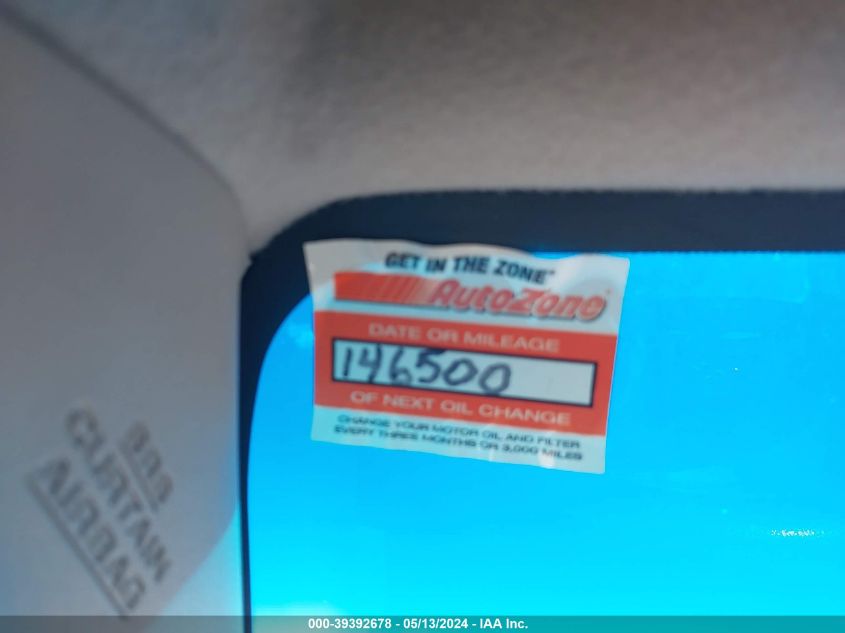 GET IN THE ZONE
AutoZone
DATE OR MILEAGE
146500
OF NEXT OIL CHANGE
CHANGE YOUR MOTOR OIL AND FILTER
EVERY THREE MONTHS OR 3,000 MILES
SRS
CURTAIN
AIRBAG
000-39392678 - 05/13/2024 - IAA Inc.